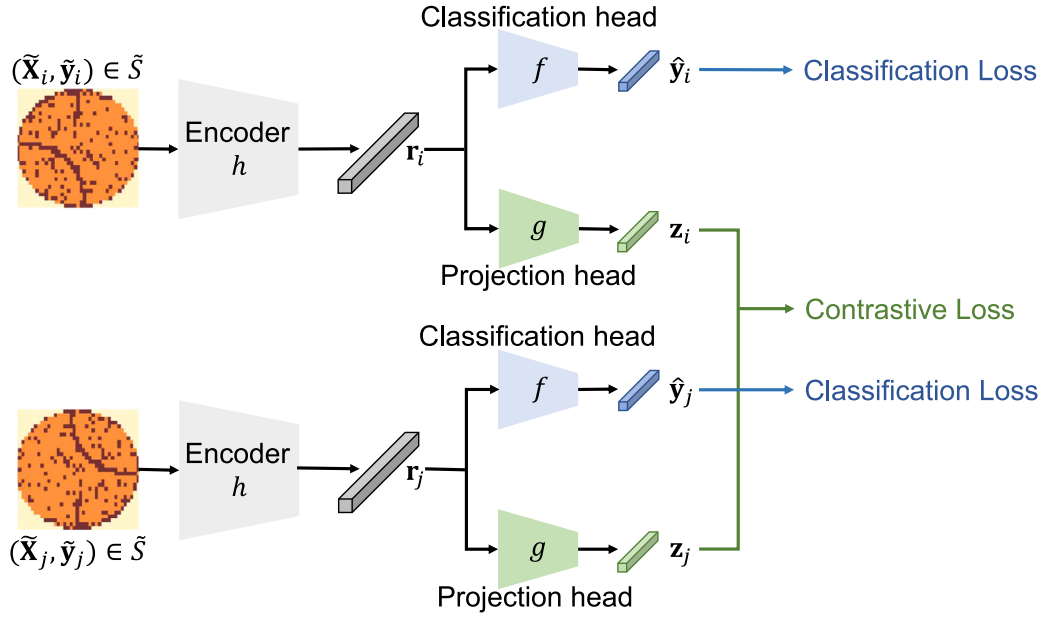 Classification head
(X̃ᵢ, ỹᵢ) ∈ S̃
f
ŷᵢ
Classification Loss
Encoder
h
rᵢ
g
zᵢ
Projection head
Contrastive Loss
Classification head
f
ŷⱼ
Classification Loss
Encoder
h
rⱼ
(X̃ⱼ, ỹⱼ) ∈ S̃
g
zⱼ
Projection head